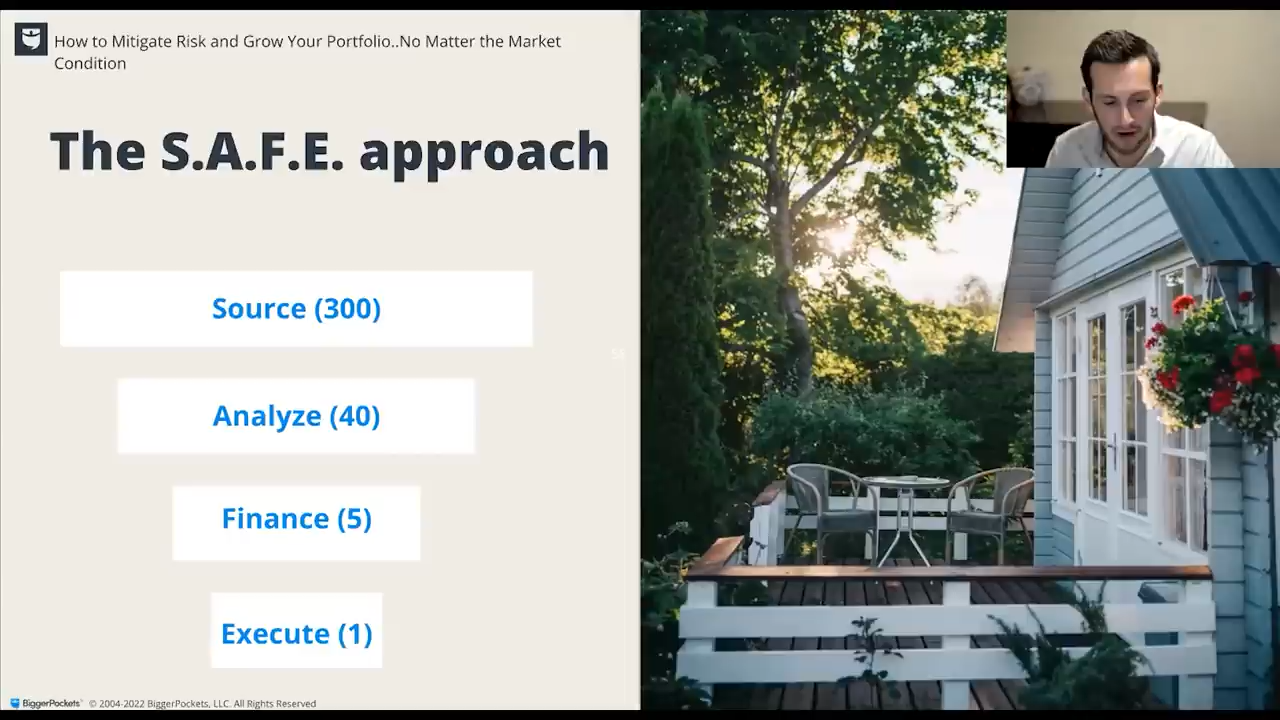 How to Mitigate Risk and Grow Your Portfolio..No Matter the Market
Condition
The S.A.F.E. approach
Source (300)
Analyze (40)
Finance (5)
Execute (1)
BiggerPockets © 2004-2022 BiggerPockets, LLC. All Rights Reserved